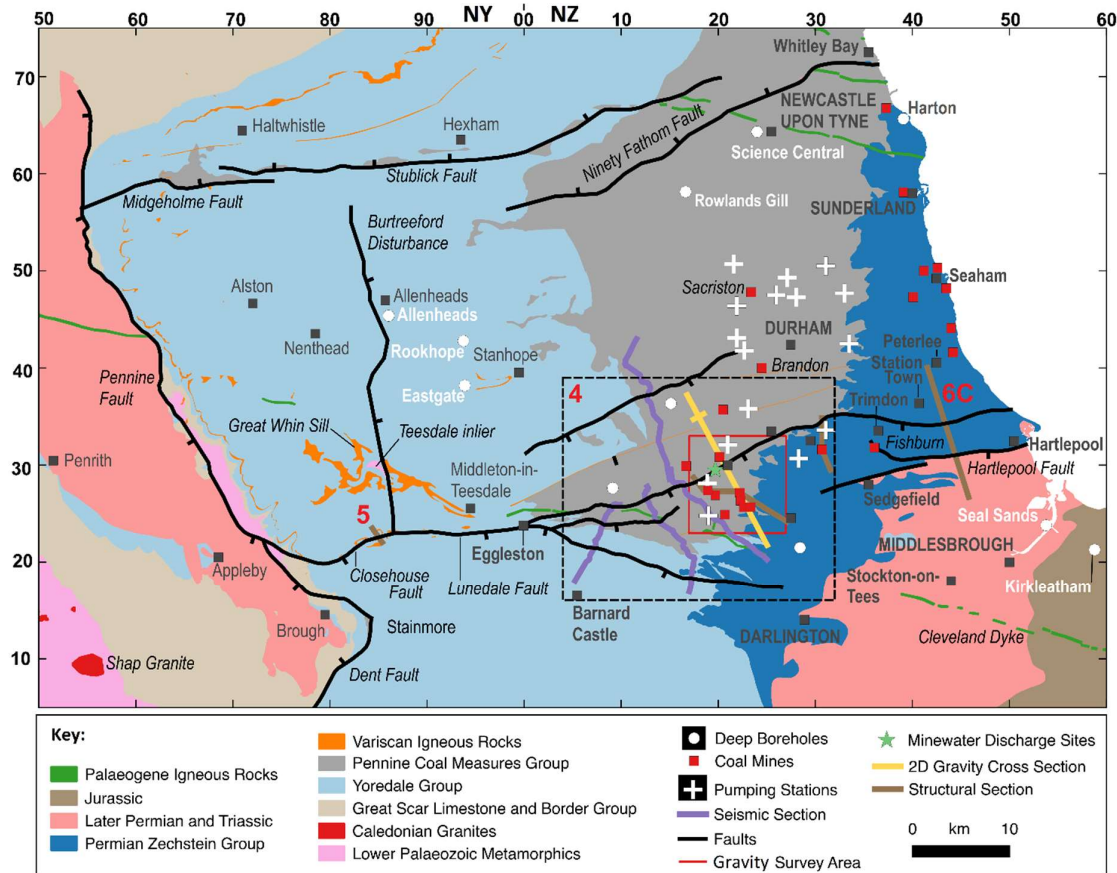 50 60 70 80 90 NY 00 NZ 10 20 30 40 50 60
70
60
50
40
30
20
10
Whitley Bay
Haltwhistle
Hexham
NEWCASTLE
UPON TYNE
Harton
Science Central
Ninety Fathom Fault
Stublick Fault
Midgeholme Fault
Rowlands Gill
SUNDERLAND
Burtreeford
Disturbance
Alston
Allenheads
Allenheads
Sacriston
Seaham
Nenthead
Rookhope
Stanhope
DURHAM
Peterlee
Station
Town
Brandon
Eastgate
Pennine
Fault
4
6C
Trimdon
Great Whin Sill
Teesdale inlier
Fishburn
Hartlepool
Hartlepool Fault
Penrith
Middleton-in-
Teesdale
Sedgefield
5
Seal Sands
Eggleston
MIDDLESBROUGH
Appleby
Closehouse
Fault
Lunedale Fault
Stockton-on-
Tees
Kirkleatham
Barnard
Castle
Brough
Stainmore
DARLINGTON
Cleveland Dyke
Shap Granite
Dent Fault
Key:
Palaeogene Igneous Rocks
Jurassic
Later Permian and Triassic
Permian Zechstein Group
Variscan Igneous Rocks
Pennine Coal Measures Group
Yoredale Group
Great Scar Limestone and Border Group
Caledonian Granites
Lower Palaeozoic Metamorphics
Deep Boreholes
Coal Mines
Pumping Stations
Seismic Section
Faults
Gravity Survey Area
Minewater Discharge Sites
2D Gravity Cross Section
Structural Section
0 km 10